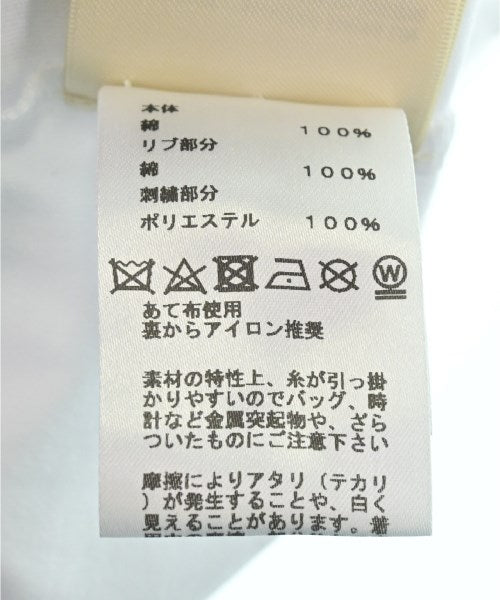 本体
綿 100%
リブ部分
綿 100%
刺繍部分
ポリエステル 100%
W
あて布使用
裏からアイロン推奨
素材の特性上、糸が引っ掛
かりやすいのでバッグ、時
計など金属突起物や、ざら
ついたものにご注意下さい
摩擦によりアタリ（テカリ
）が発生することや、白く
見えることがあります。着